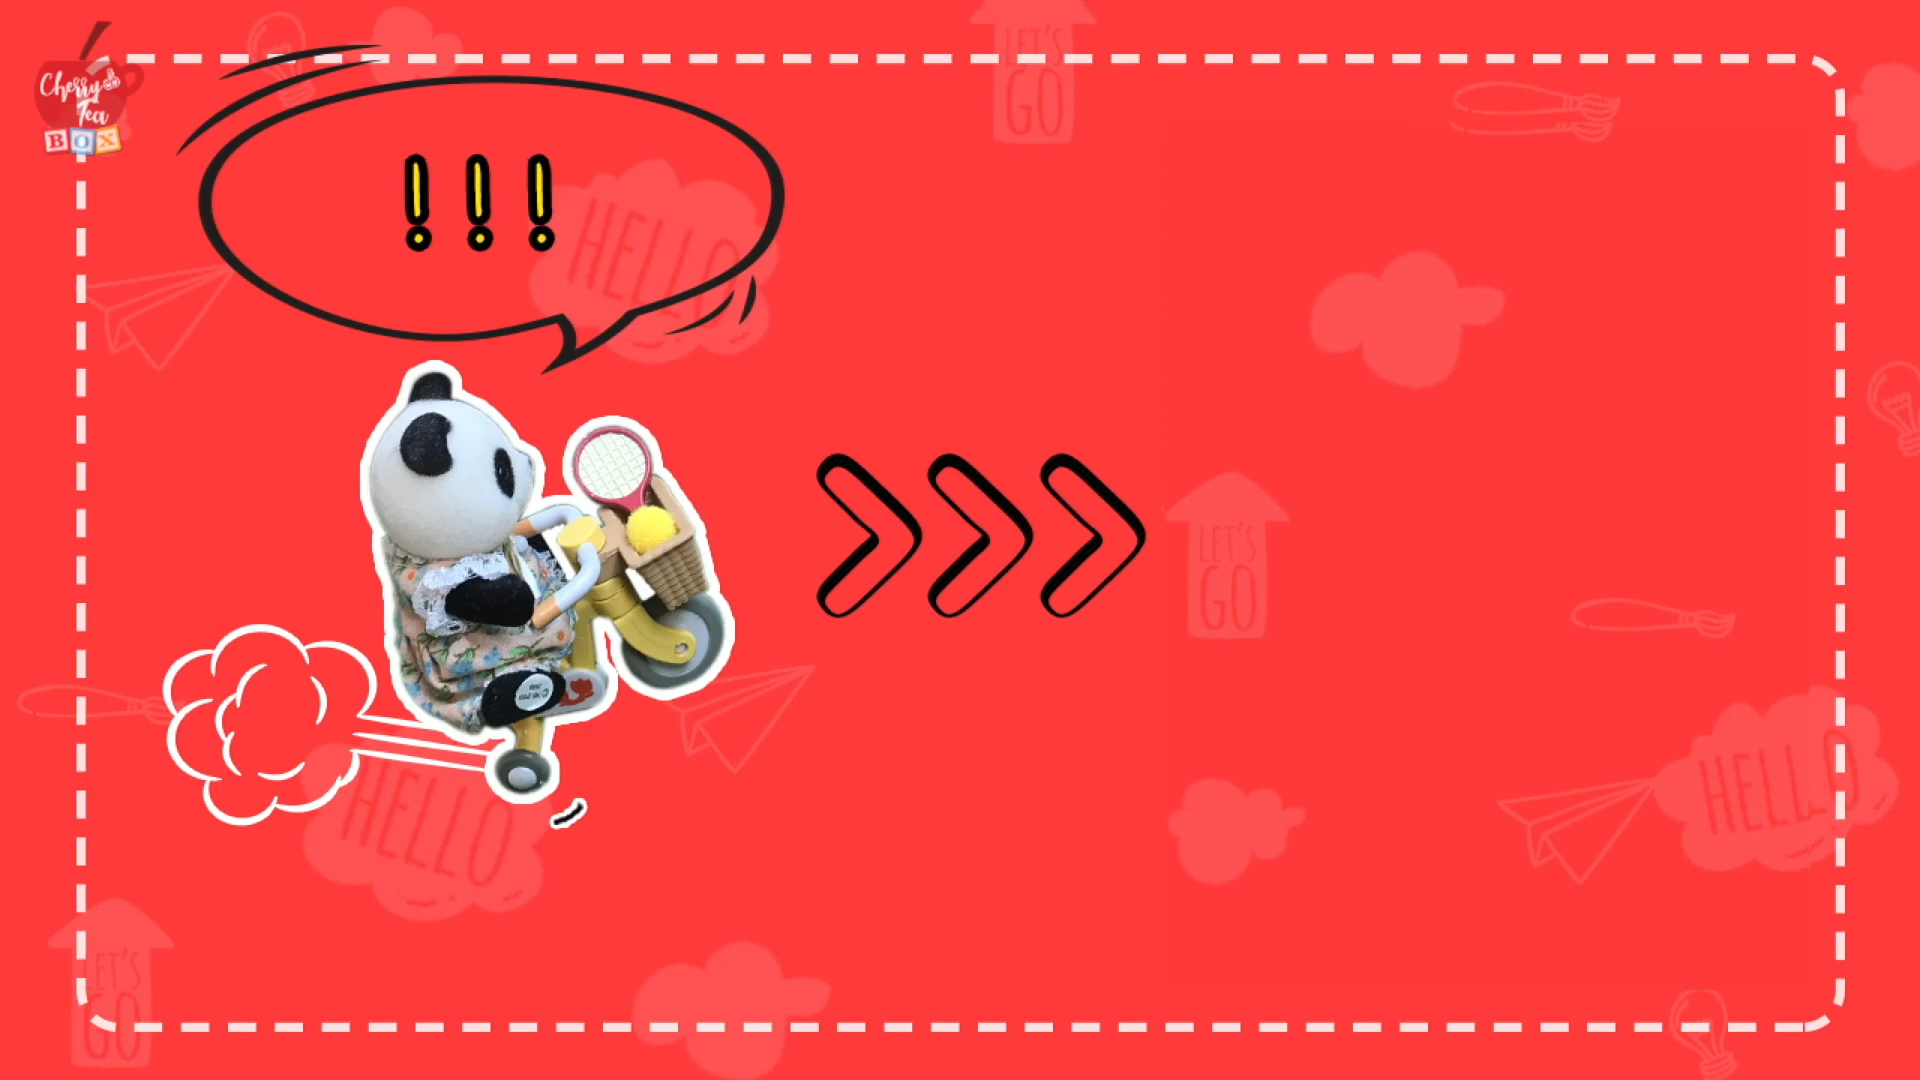 Cherry
Tea
BOX
LET'S
GO
!!!
HELLO
LET'S
GO
HELLO
HELLO
LET'S
GO